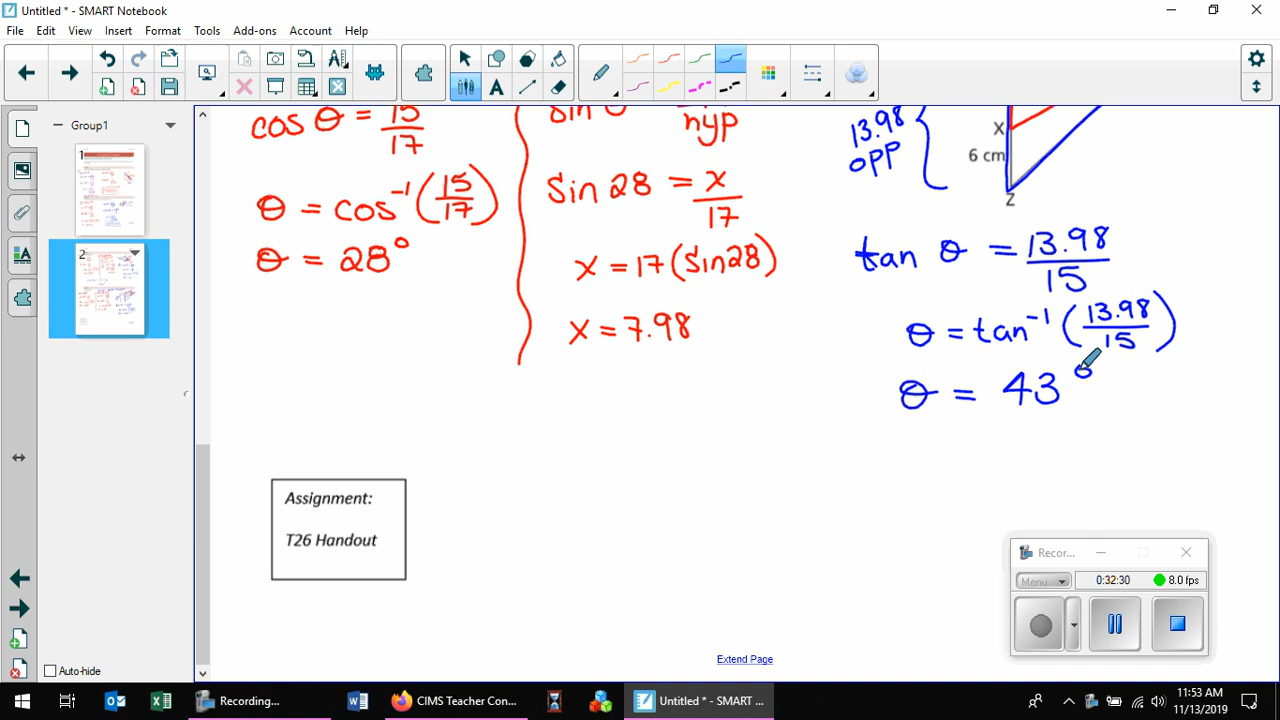 Untitled * - SMART Notebook
File Edit View Insert Format Tools Add-ons Account Help
Group1
1
2
cos θ = 15/17
θ = cos⁻¹(15/17)
θ = 28°
sin θ
hyp
sin 28 = x/17
x = 17(sin28)
x = 7.98
13.98
opp
X
6 cm
Z
tan θ = 13.98/15
θ = tan⁻¹(13.98/15)
θ = 43°
Assignment:
T26 Handout
Extend Page
Auto-hide
Recor...
Menu
0:32:30
8.0 fps
Recording...
CIMS Teacher Con...
Untitled * - SMART ...
11:53 AM
11/13/2019